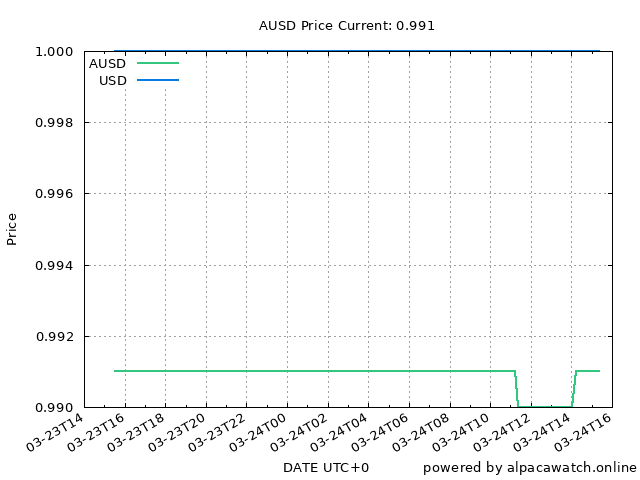 AUSD Price Current: 0.991
1.000
AUSD
USD
0.998
0.996
Price
0.994
0.992
0.990
03-23T14 03-23T16 03-23T18 03-23T20 03-23T22 03-24T00 03-24T02 03-24T04 03-24T06 03-24T08 03-24T10 03-24T12 03-24T14 03-24T16
DATE UTC+0 powered by alpacawatch.online